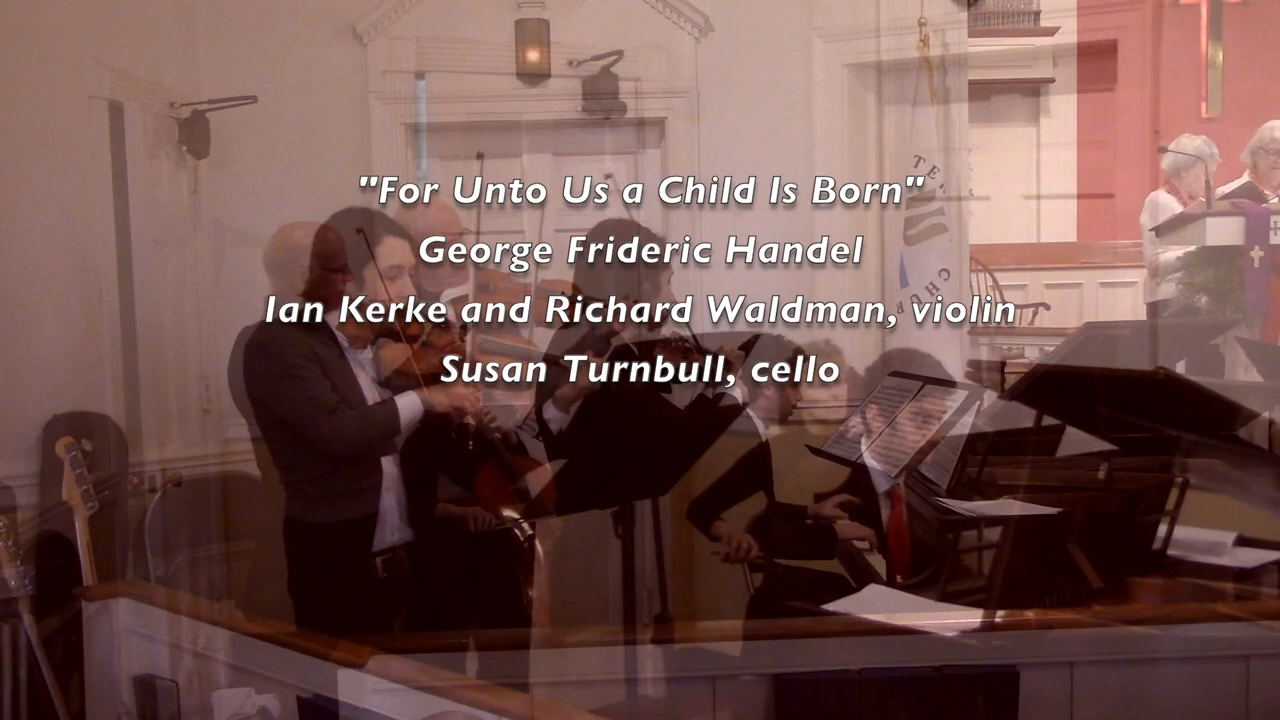 "For Unto Us a Child Is Born"
George Frideric Handel
Ian Kerke and Richard Waldman, violin
Susan Turnbull, cello